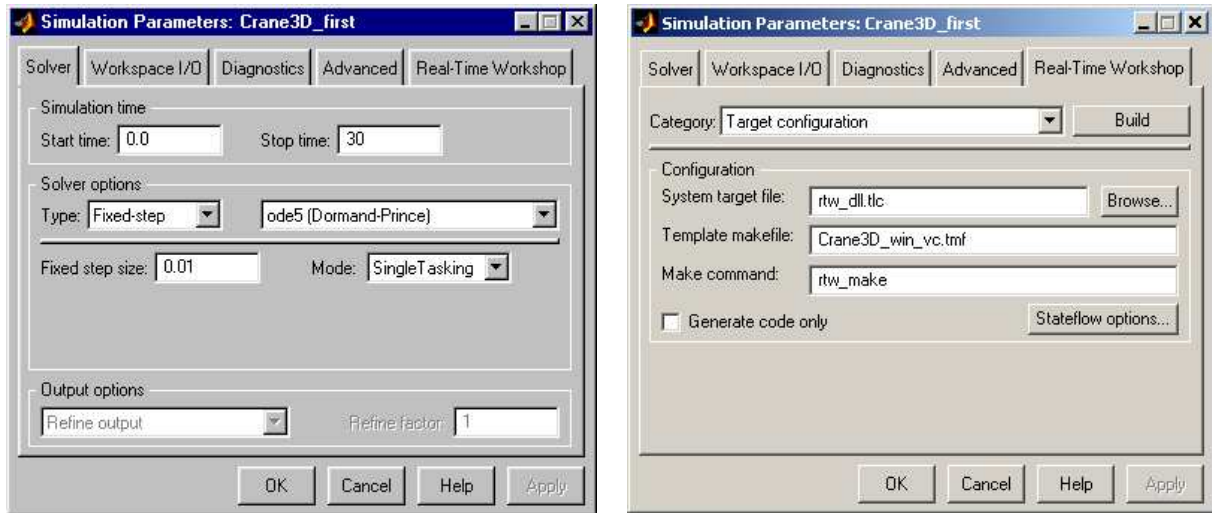 Simulation Parameters: Crane3D_first
Solver Workspace I/O Diagnostics Advanced Real-Time Workshop
Simulation time
Start time: 0.0 Stop time: 30
Solver options
Type: Fixed-step ode5 (Dormand-Prince)
Fixed step size: 0.01 Mode: SingleTasking
Output options
Refine output Refine factor: 1
OK Cancel Help Apply
Simulation Parameters: Crane3D_first
Solver Workspace I/O Diagnostics Advanced Real-Time Workshop
Category: Target configuration Build
Configuration
System target file: rtw_dll.tlc Browse...
Template makefile: Crane3D_win_vc.tmf
Make command: rtw_make
Generate code only Stateflow options...
OK Cancel Help Apply